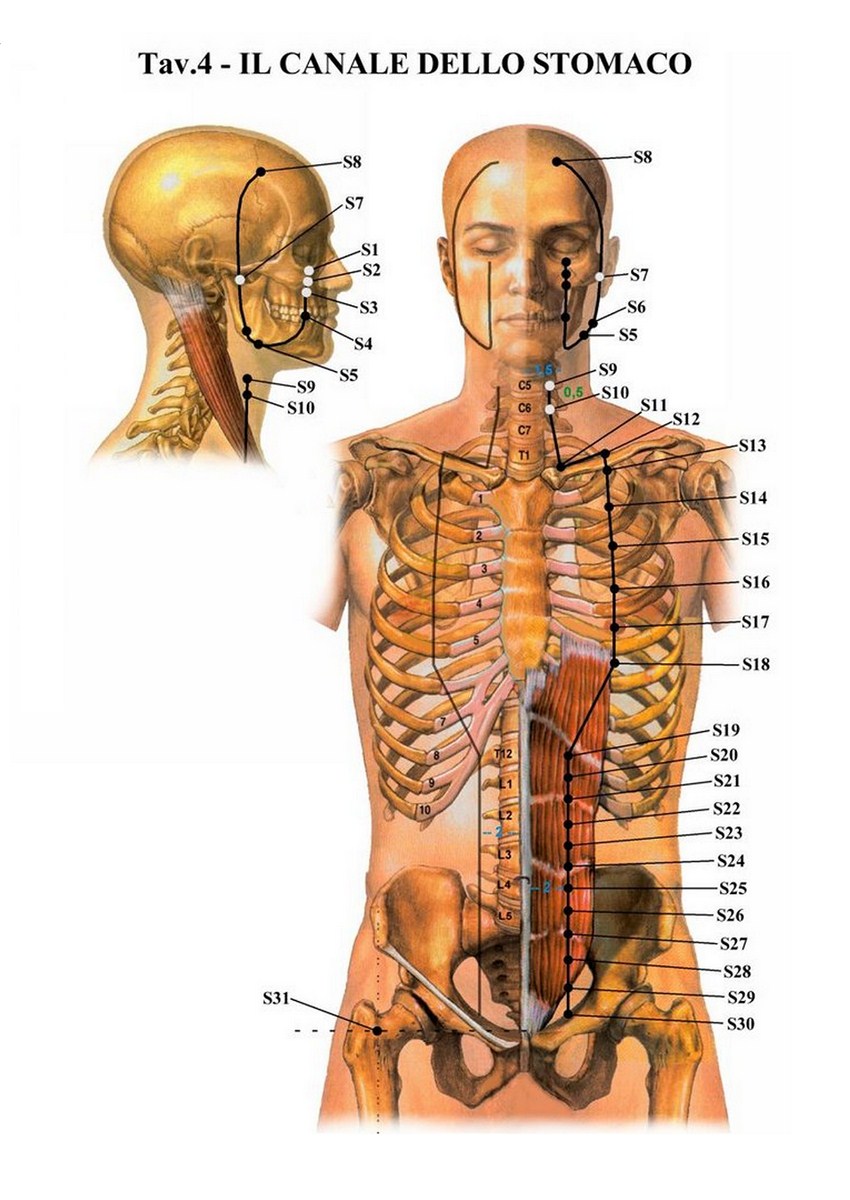 Tav.4 - IL CANALE DELLO STOMACO
S8
S7
S1
S2
S3
S4
S5
S9
S10
S8
S7
S6
S5
1,5
S9
0,5
S10
S11
S12
S13
S14
S15
S16
S17
S18
C5
C6
C7
T1
1
2
3
4
5
7
8
9
10
T12
L1
L2
-- 2 --
L3
L4
- 2 -
L5
S19
S20
S21
S22
S23
S24
S25
S26
S27
S28
S29
S30
S31